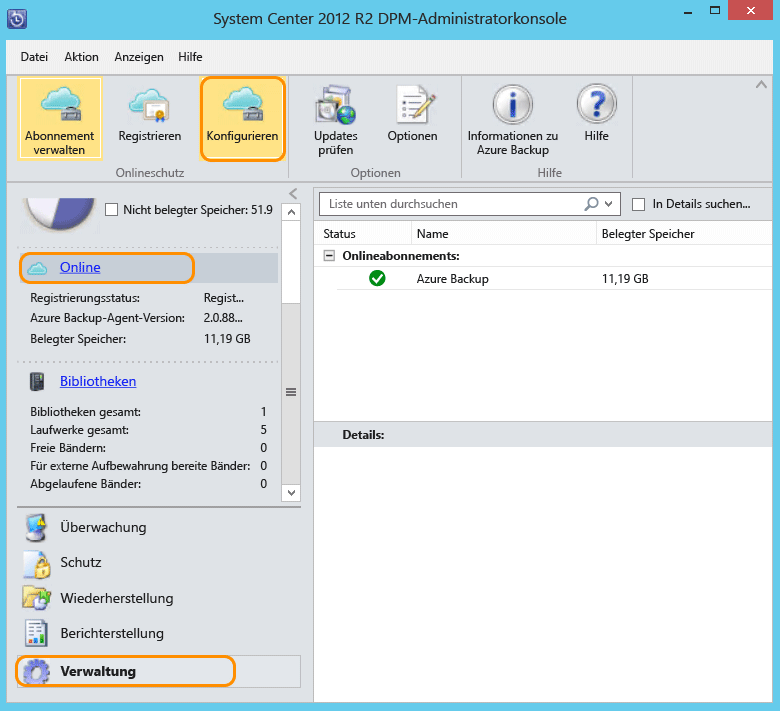 System Center 2012 R2 DPM-Administratorkonsole
Datei Aktion Anzeigen Hilfe
Abonnement verwalten
Registrieren
Konfigurieren
Updates prüfen
Optionen
Informationen zu Azure Backup
Hilfe
Onlineschutz
Optionen
Hilfe
Nicht belegter Speicher: 51.9
Online
Registrierungsstatus: Regist...
Azure Backup-Agent-Version: 2.0.88...
Belegter Speicher: 11,19 GB
Bibliotheken
Bibliotheken gesamt: 1
Laufwerke gesamt: 5
Freie Bändern: 0
Für externe Aufbewahrung bereite Bänder: 0
Abgelaufene Bänder: 0
Überwachung
Schutz
Wiederherstellung
Berichterstellung
Verwaltung
Liste unten durchsuchen
In Details suchen...
Status Name Belegter Speicher
Onlineabonnements:
Azure Backup 11,19 GB
Details: